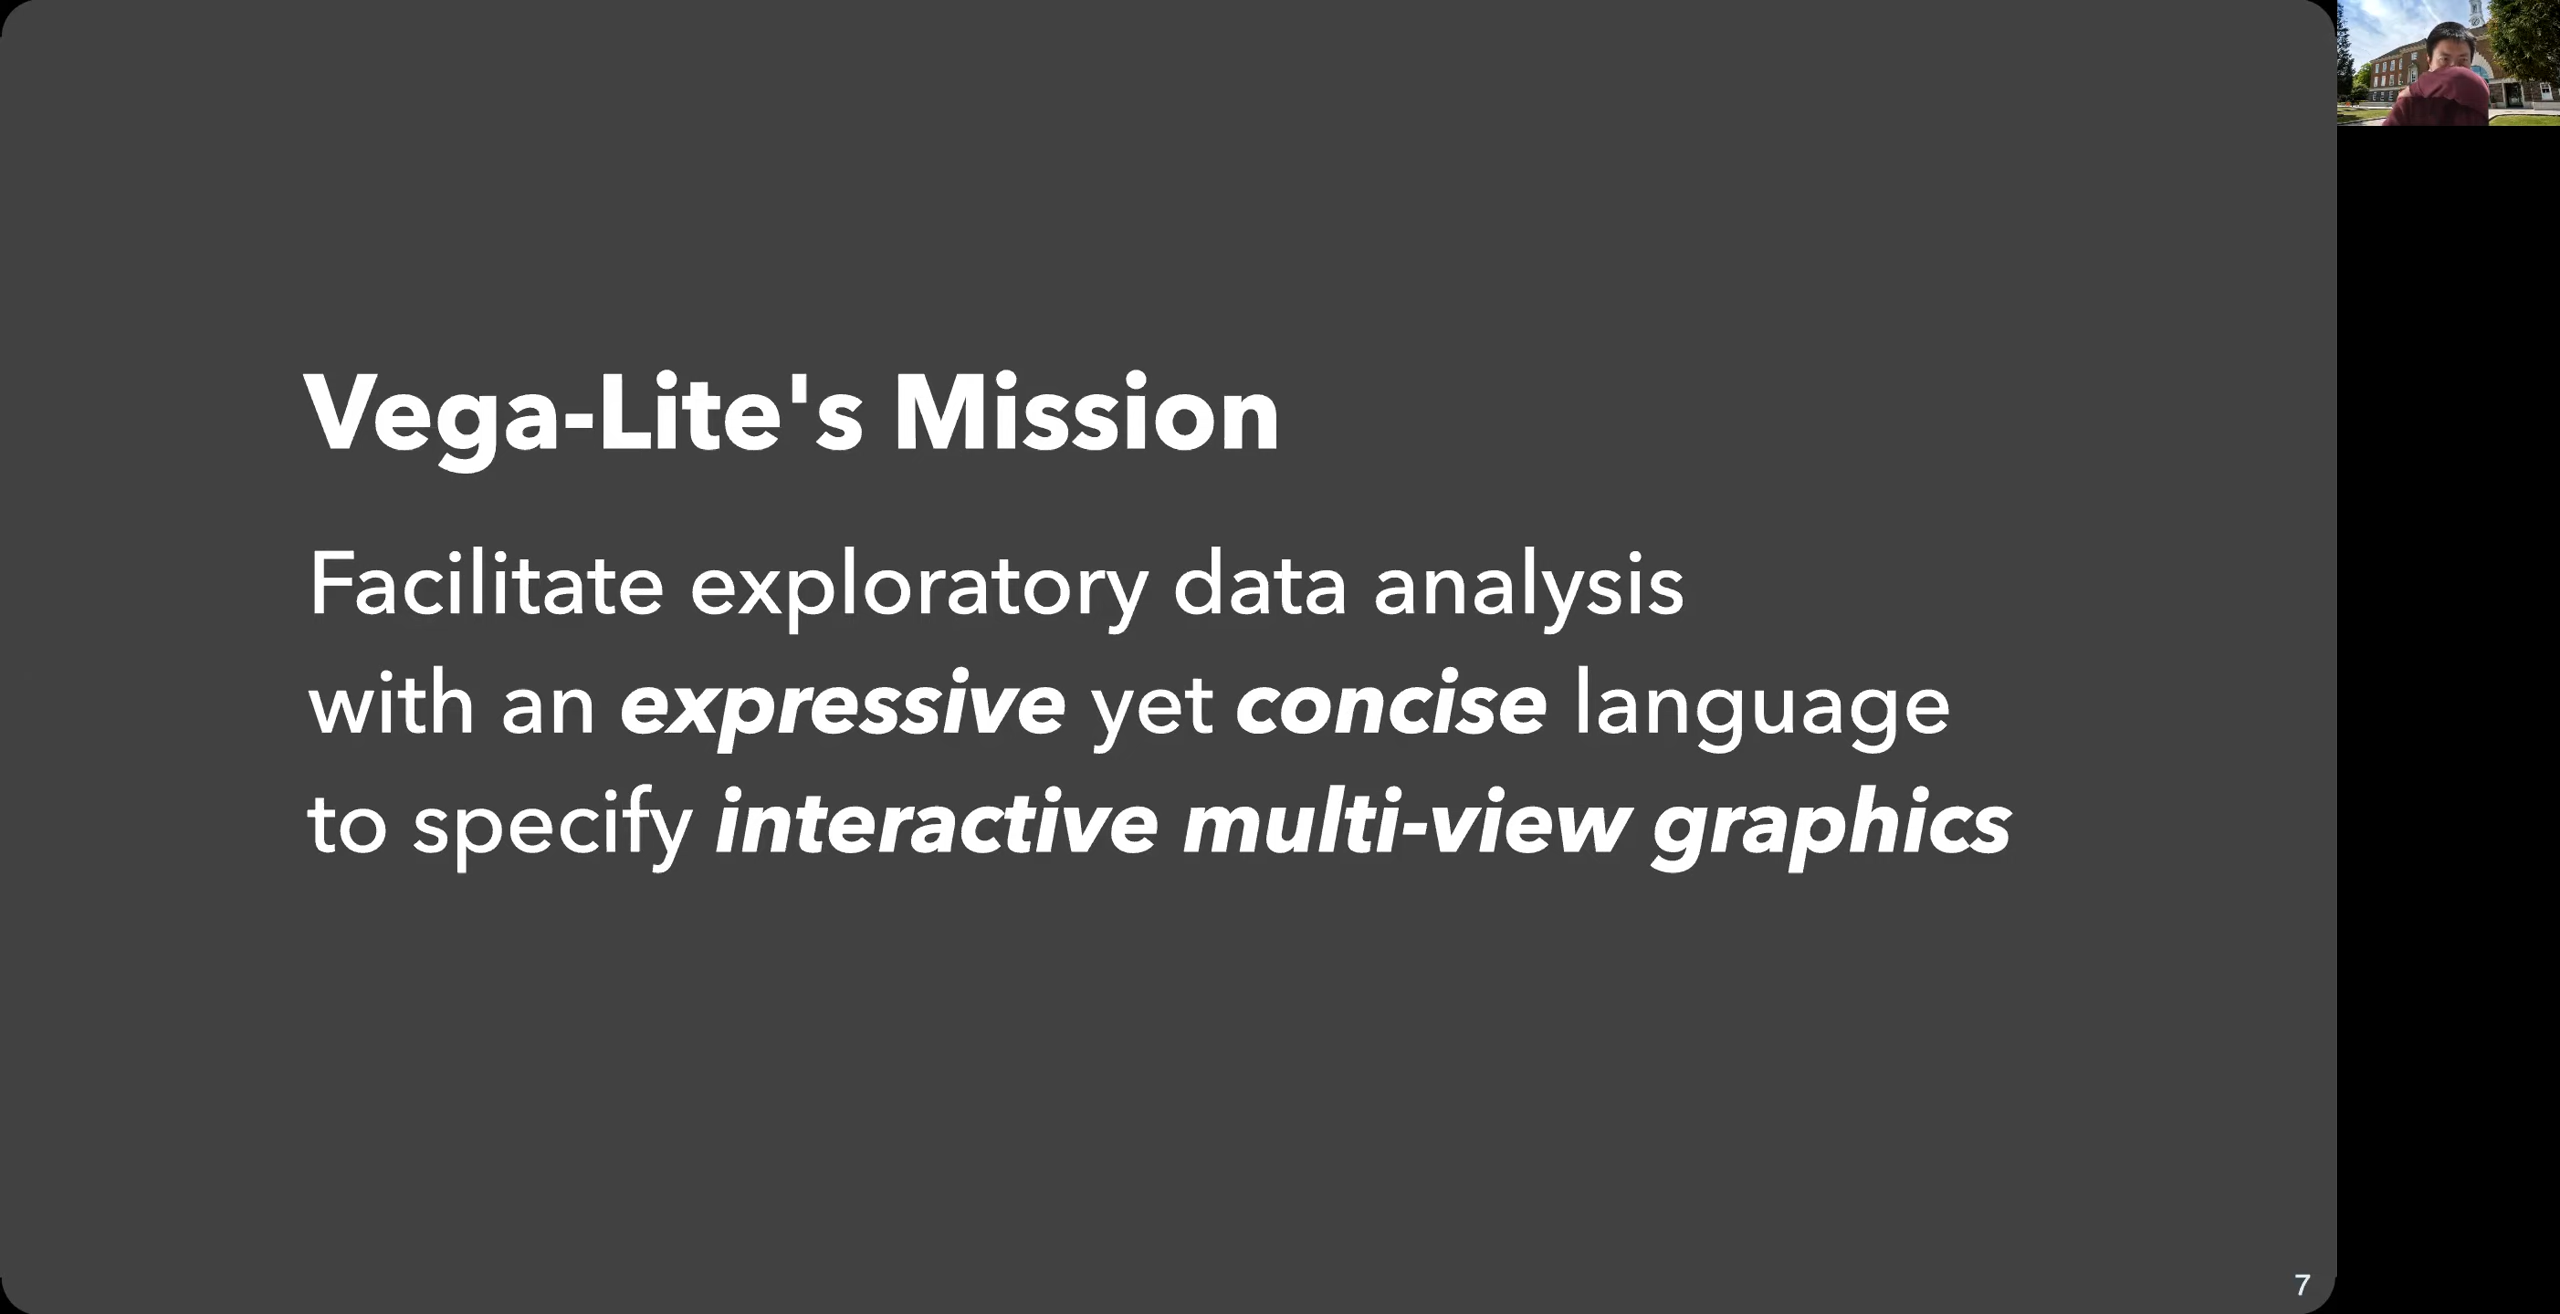 Vega-Lite's Mission
Facilitate exploratory data analysis
with an expressive yet concise language
to specify interactive multi-view graphics
7